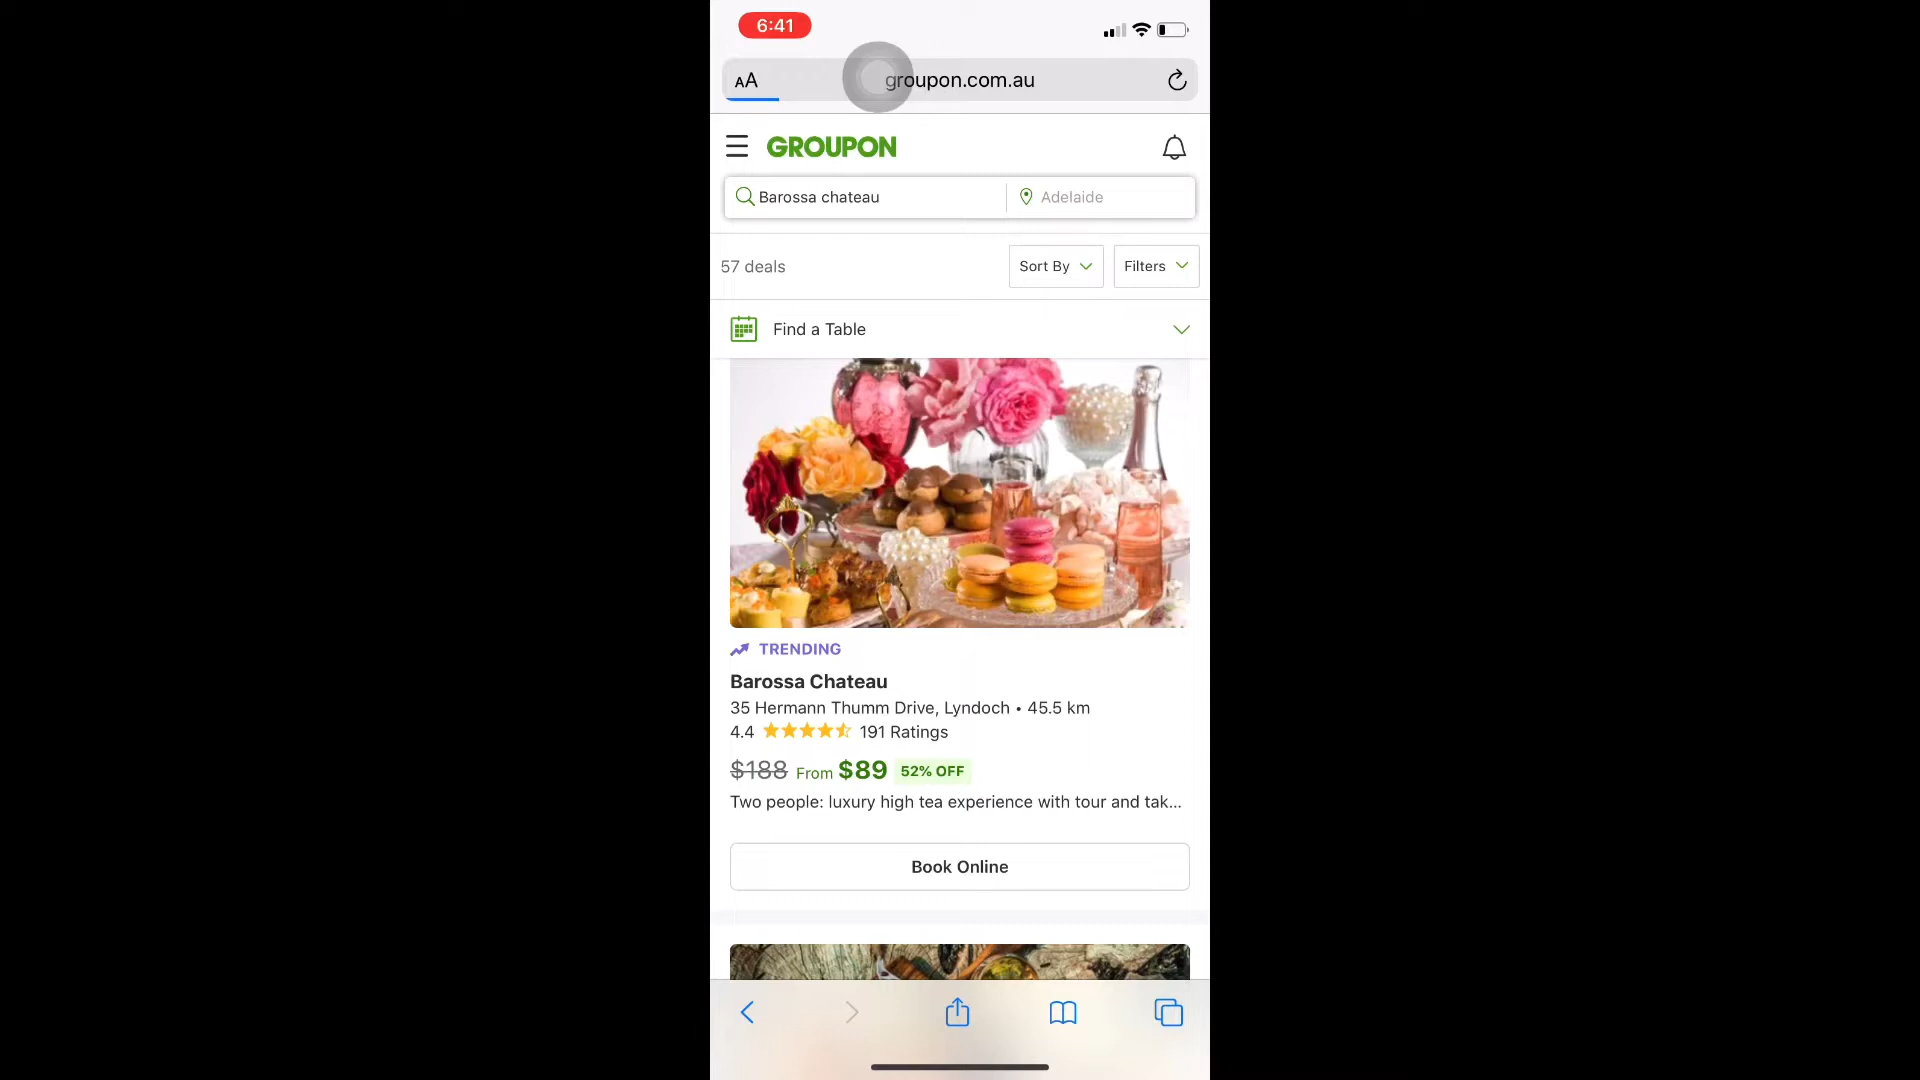 6:41
AA
groupon.com.au
GROUPON
Barossa chateau
Adelaide
57 deals
Sort By
Filters
Find a Table
TRENDING
Barossa Chateau
35 Hermann Thumm Drive, Lyndoch • 45.5 km
4.4 191 Ratings
$188 From $89 52% OFF
Two people: luxury high tea experience with tour and tak...
Book Online